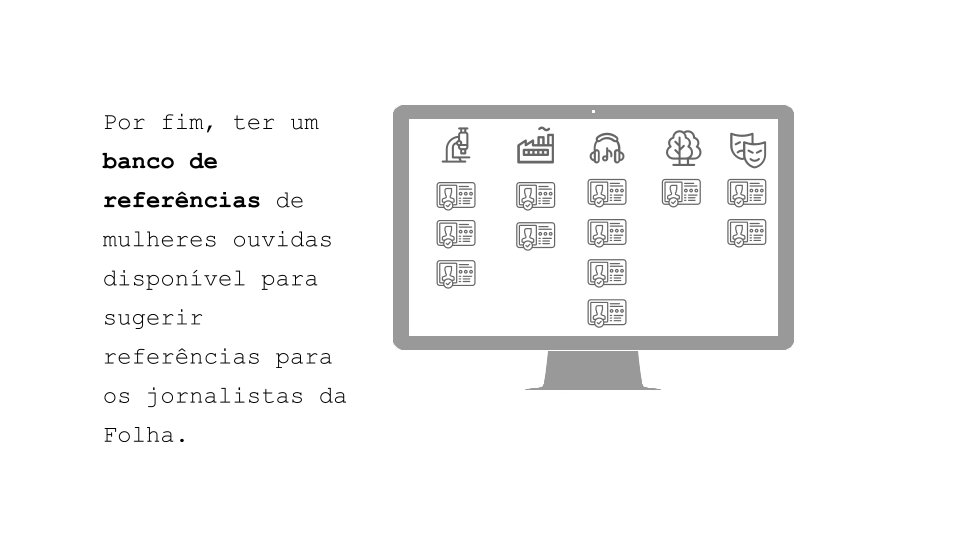 Por fim, ter um
banco de
referências de
mulheres ouvidas
disponível para
sugerir
referências para
os jornalistas da
Folha.